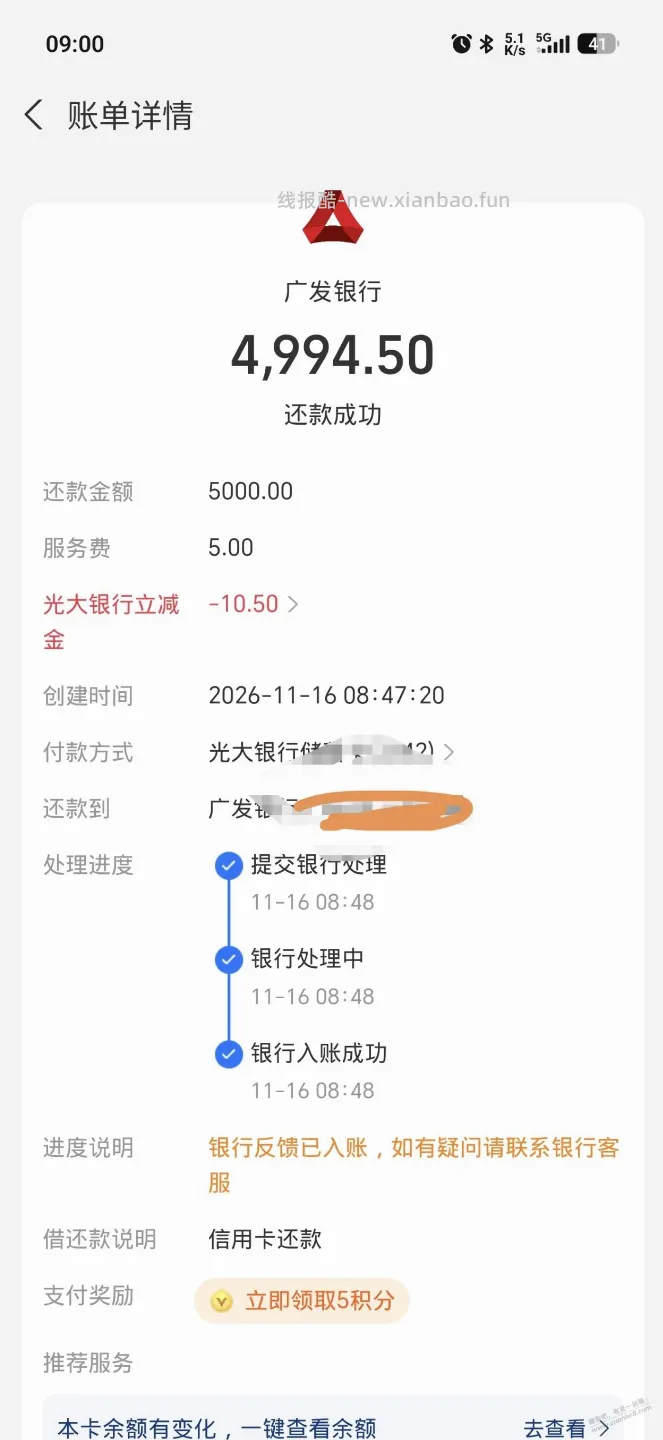 09:00
5.1
K/s
5G
41
账单详情
线报酷-new.xianbao.fun
广发银行
4,994.50
还款成功
还款金额 5000.00
服务费 5.00
光大银行立减 -10.50
金
创建时间 2026-11-16 08:47:20
付款方式 光大银行储
还款到 广发银行
处理进度 提交银行处理
11-16 08:48
银行处理中
11-16 08:48
银行入账成功
11-16 08:48
进度说明 银行反馈已入账，如有疑问请联系银行客
服
借还款说明 信用卡还款
支付奖励 立即领取5积分
推荐服务
本卡余额有变化，一键查看余额 去查看